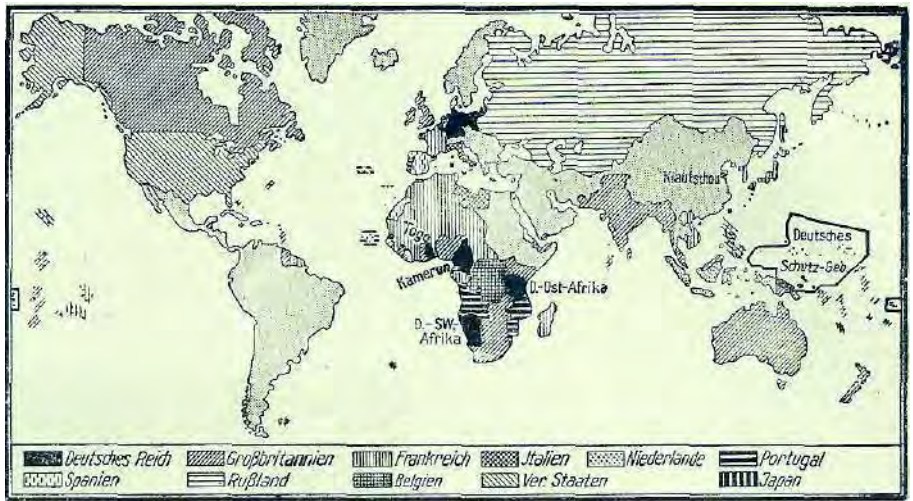 Kiautschou
Deutsches
Schutz-Geb.
Togo
Kamerun
D.-Ost-Afrika
D.-SW.-
Afrika
Deutsches Reich Großbritannien Frankreich Jtalien Niederlande Portugal
Spanien Rußland Belgien Ver. Staaten Japan